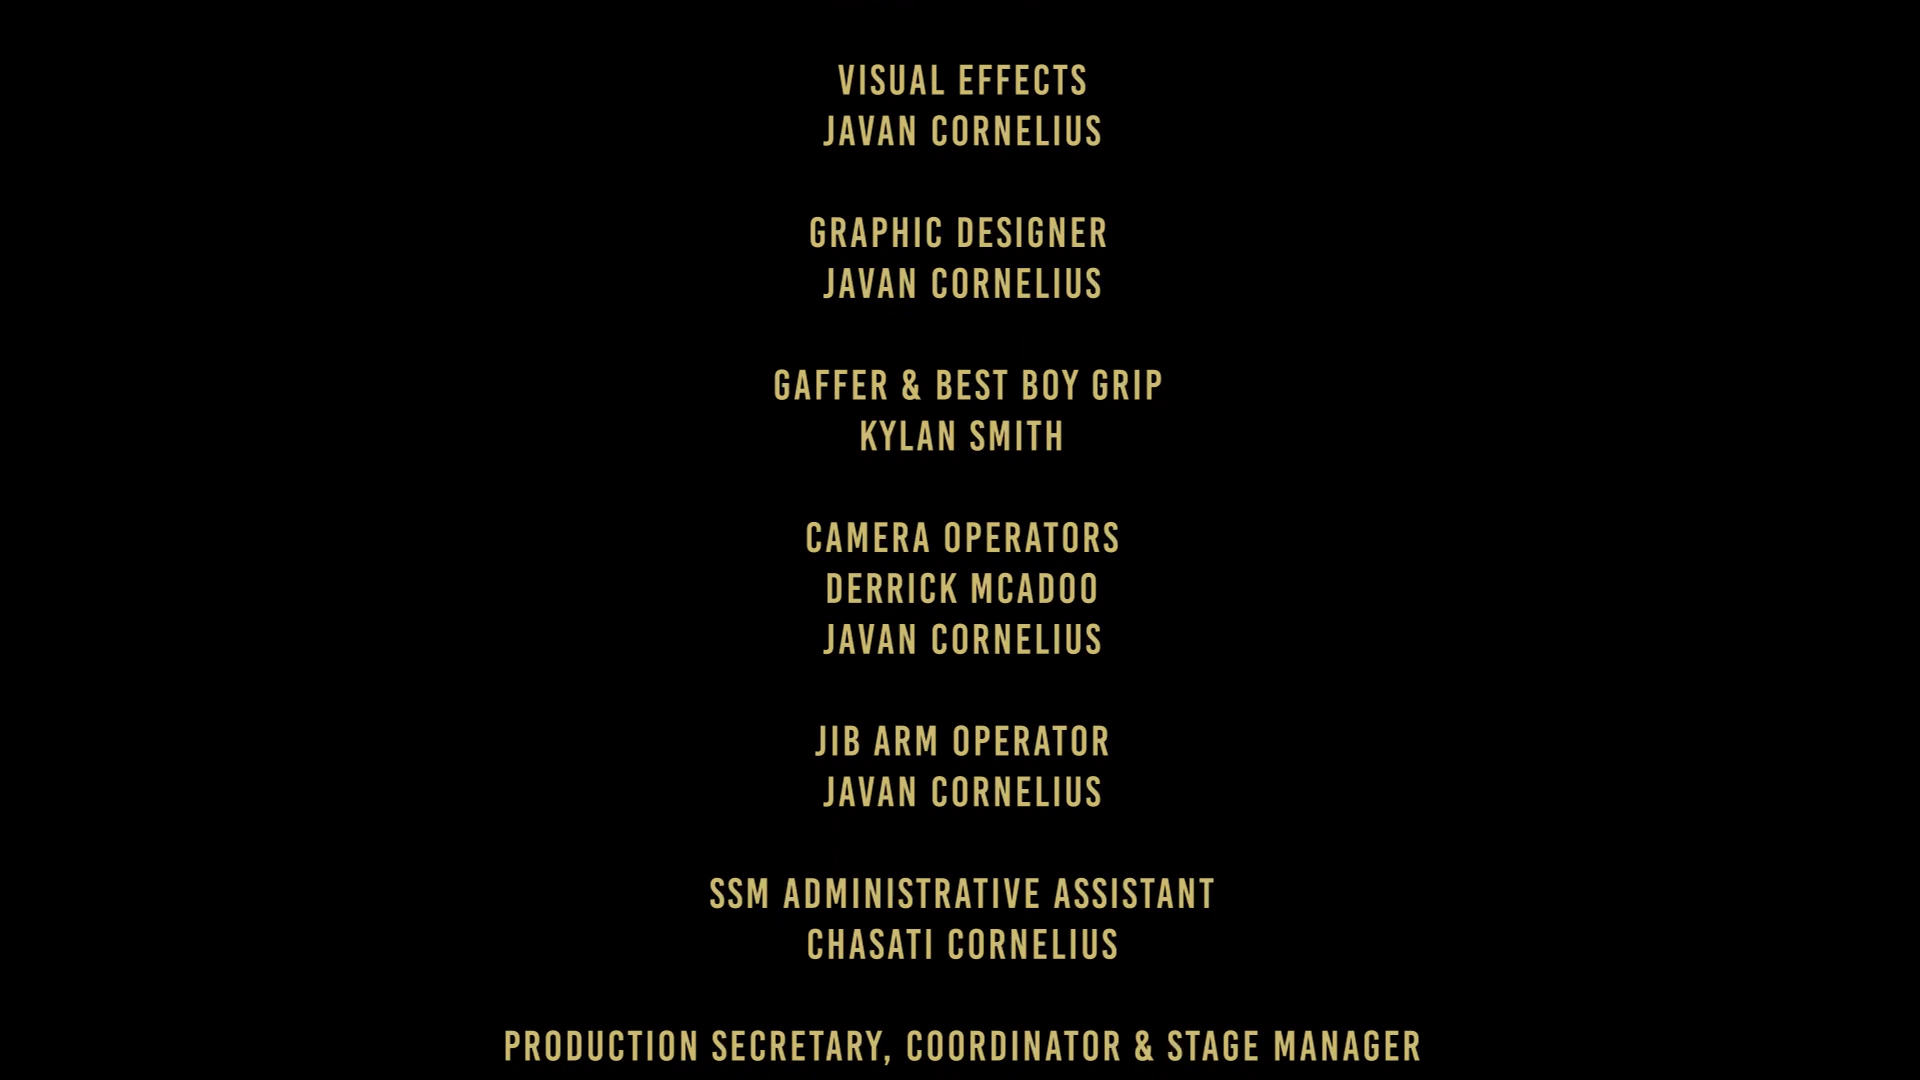 VISUAL EFFECTS
JAVAN CORNELIUS
GRAPHIC DESIGNER
JAVAN CORNELIUS
GAFFER & BEST BOY GRIP
KYLAN SMITH
CAMERA OPERATORS
DERRICK MCADOO
JAVAN CORNELIUS
JIB ARM OPERATOR
JAVAN CORNELIUS
SSM ADMINISTRATIVE ASSISTANT
CHASATI CORNELIUS
PRODUCTION SECRETARY, COORDINATOR & STAGE MANAGER